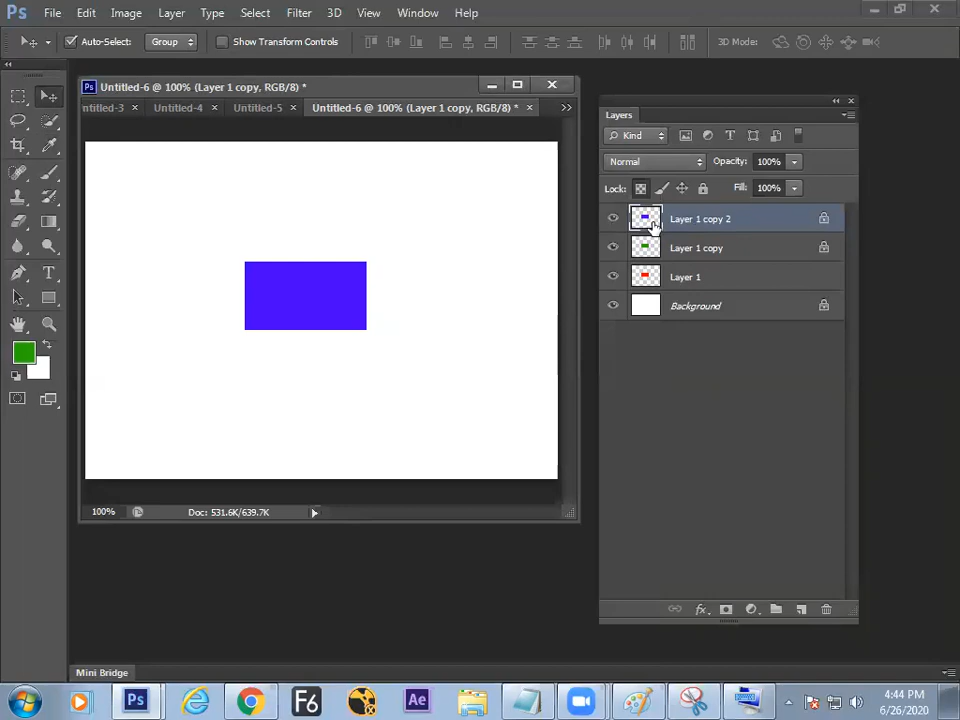 Ps File Edit Image Layer Type Select Filter 3D View Window Help
Auto-Select: Group Show Transform Controls 3D Mode:
Ps Untitled-6 @ 100% (Layer 1 copy, RGB/8) *
ntitled-3 × Untitled-4 × Untitled-5 × Untitled-6 @ 100% (Layer 1 copy, RGB/8) * ×
Layers
Kind
Normal Opacity: 100%
Lock: Fill: 100%
Layer 1 copy 2
Layer 1 copy
Layer 1
Background
100% Doc: 531.6K/639.7K
fx
Mini Bridge
Ps F6 Ae 4:44 PM
6/26/2020